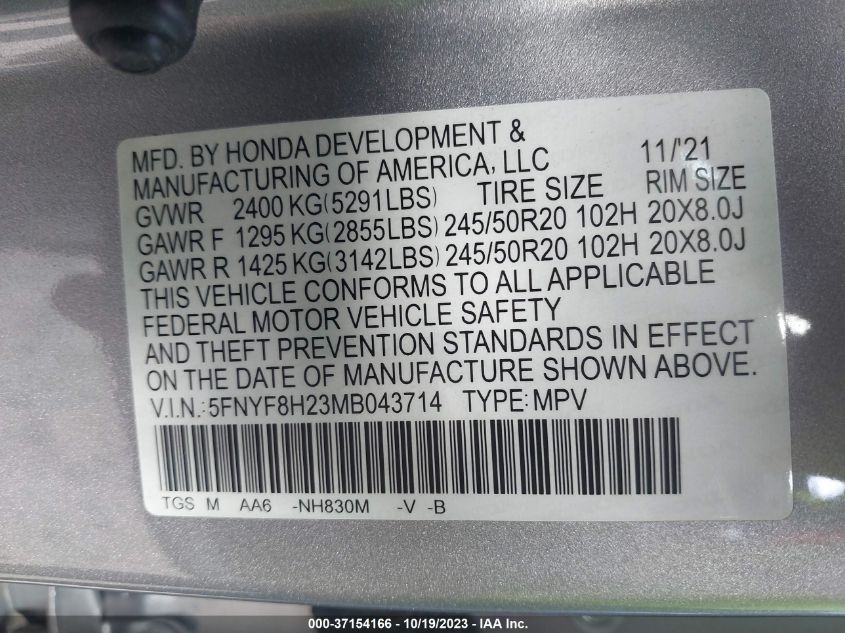 MFD. BY HONDA DEVELOPMENT &
MANUFACTURING OF AMERICA, LLC 11/'21
GVWR 2400 KG(5291LBS) TIRE SIZE RIM SIZE
GAWR F 1295 KG(2855LBS) 245/50R20 102H 20X8.0J
GAWR R 1425 KG(3142LBS) 245/50R20 102H 20X8.0J
THIS VEHICLE CONFORMS TO ALL APPLICABLE
FEDERAL MOTOR VEHICLE SAFETY
AND THEFT PREVENTION STANDARDS IN EFFECT
ON THE DATE OF MANUFACTURE SHOWN ABOVE.
V.I.N.:5FNYF8H23MB043714 TYPE:MPV
TGS M AA6 -NH830M -V -B
000-37154166 - 10/19/2023 - IAA Inc.